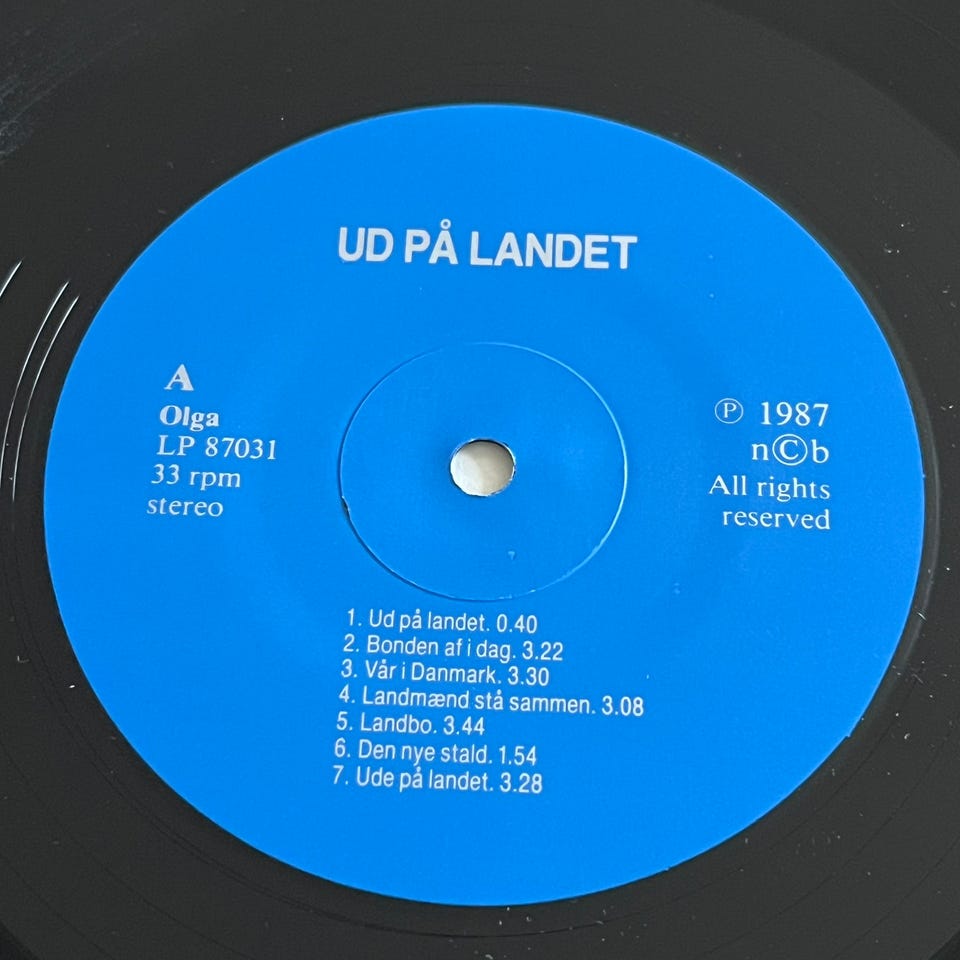 UD PÅ LANDET
A
Olga
LP 87031
33 rpm
stereo
℗ 1987
n©b
All rights
reserved
1. Ud på landet. 0.40
2. Bonden af i dag. 3.22
3. Vår i Danmark. 3.30
4. Landmænd stå sammen. 3.08
5. Landbo. 3.44
6. Den nye stald. 1.54
7. Ude på landet. 3.28